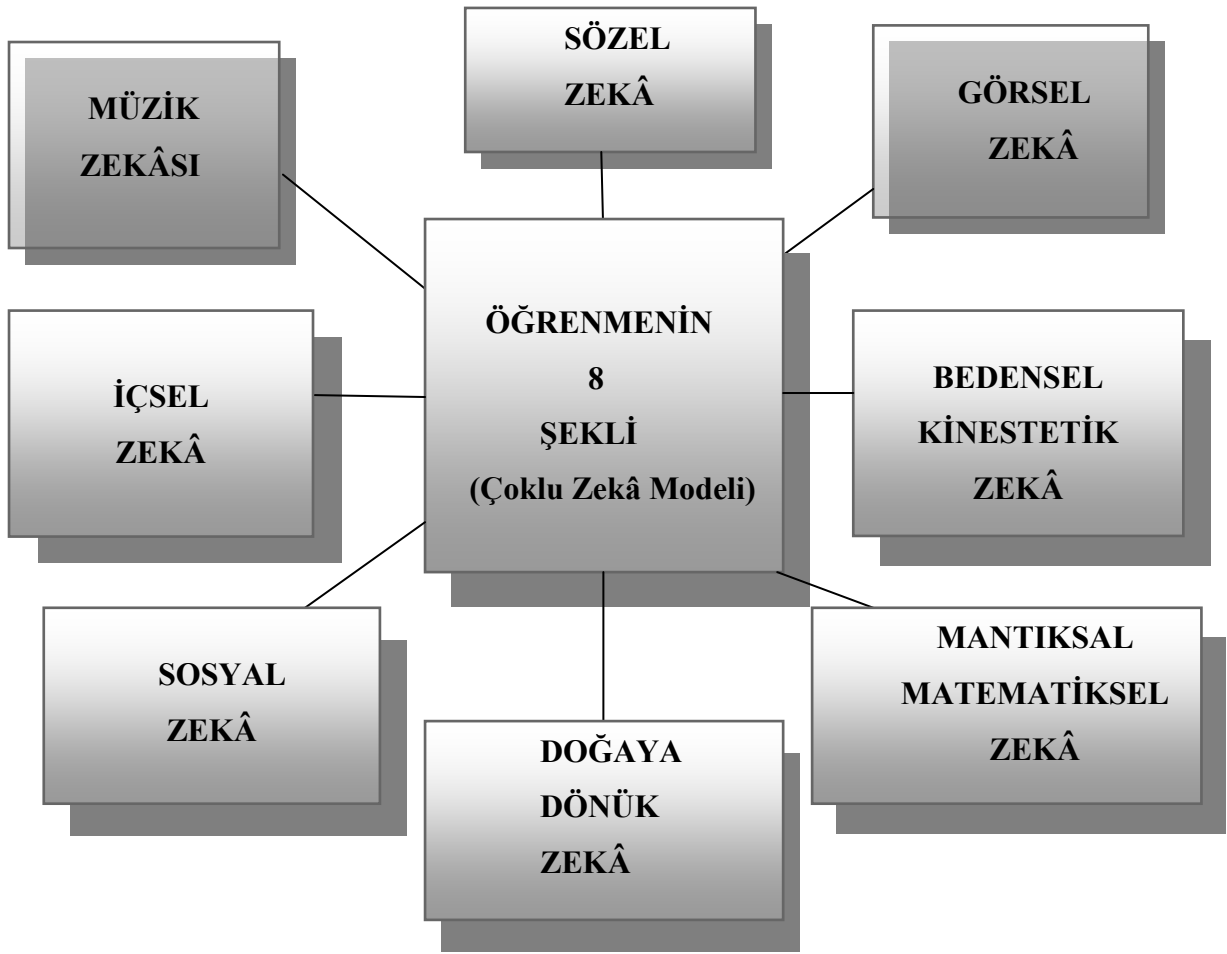 SÖZEL
ZEKÂ
MÜZİK
ZEKÂSI
GÖRSEL
ZEKÂ
ÖĞRENMENİN
8
ŞEKLİ
(Çoklu Zekâ Modeli)
İÇSEL
ZEKÂ
BEDENSEL
KİNESTETİK
ZEKÂ
SOSYAL
ZEKÂ
MANTIKSAL
MATEMATİKSEL
ZEKÂ
DOĞAYA
DÖNÜK
ZEKÂ